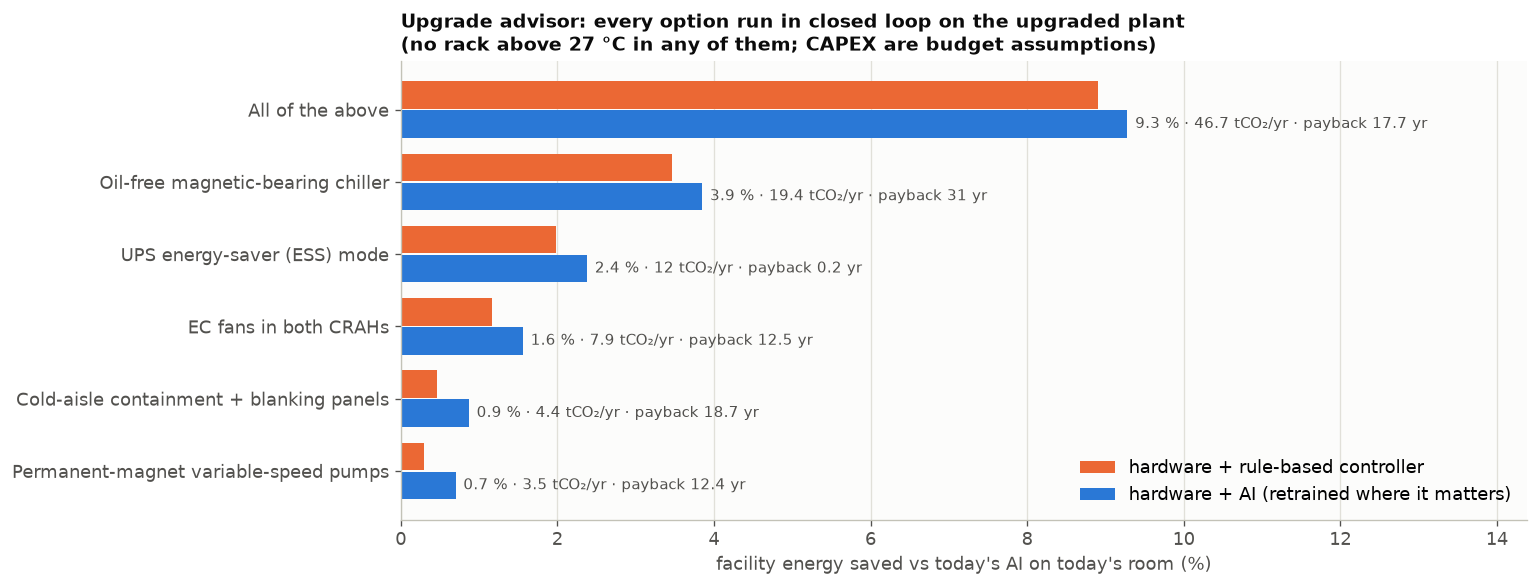 Upgrade advisor: every option run in closed loop on the upgraded plant
(no rack above 27 °C in any of them; CAPEX are budget assumptions)
All of the above
9.3 % · 46.7 tCO₂/yr · payback 17.7 yr
Oil-free magnetic-bearing chiller
3.9 % · 19.4 tCO₂/yr · payback 31 yr
UPS energy-saver (ESS) mode
2.4 % · 12 tCO₂/yr · payback 0.2 yr
EC fans in both CRAHs
1.6 % · 7.9 tCO₂/yr · payback 12.5 yr
Cold-aisle containment + blanking panels
0.9 % · 4.4 tCO₂/yr · payback 18.7 yr
Permanent-magnet variable-speed pumps
0.7 % · 3.5 tCO₂/yr · payback 12.4 yr
hardware + rule-based controller
hardware + AI (retrained where it matters)
0 2 4 6 8 10 12 14
facility energy saved vs today's AI on today's room (%)